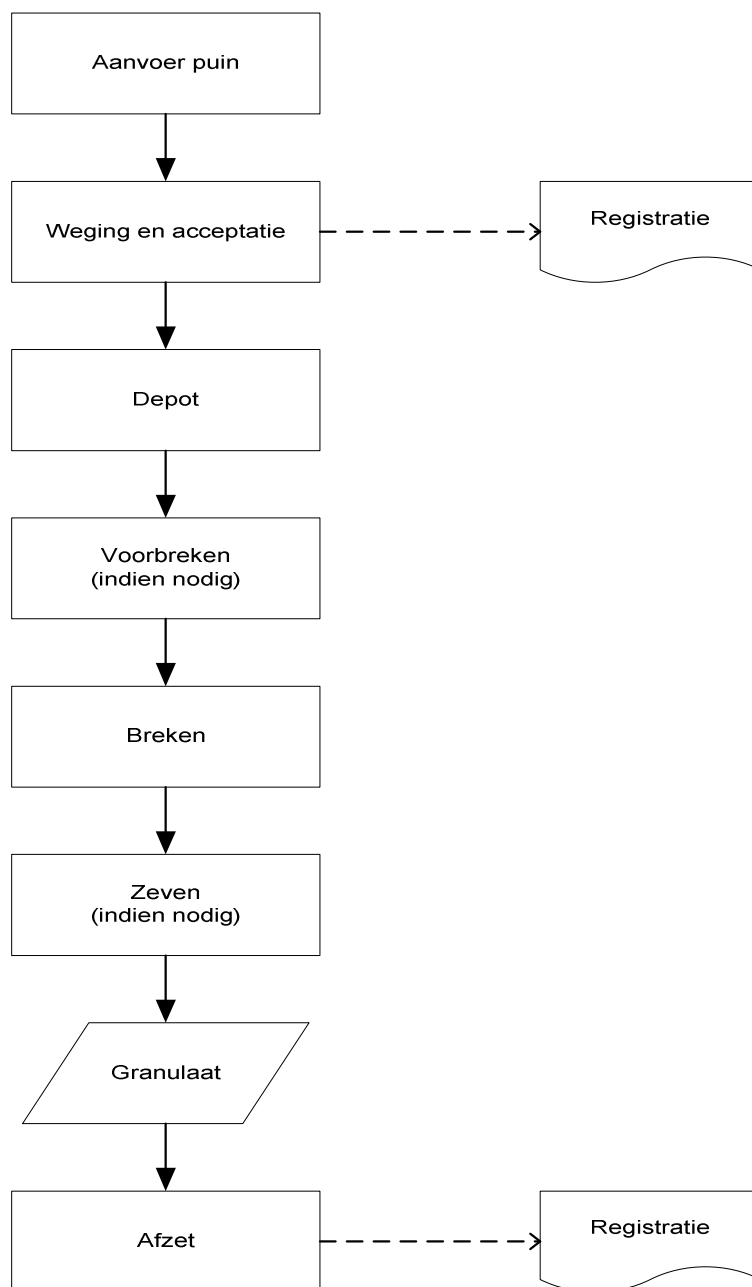 Aanvoer puin
Weging en acceptatie
Registratie
Depot
Voorbreken
(indien nodig)
Breken
Zeven
(indien nodig)
Granulaat
Afzet
Registratie